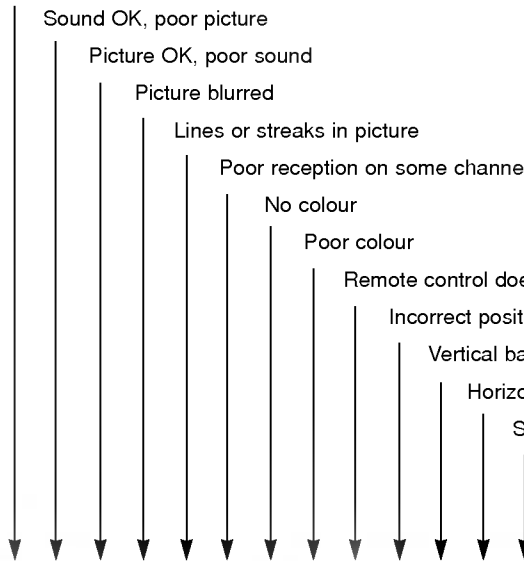 Sound OK, poor picture
Picture OK, poor sound
Picture blurred
Lines or streaks in picture
Poor reception on some
No colour
Poor colour
Remote control
Incorrect
Vertical